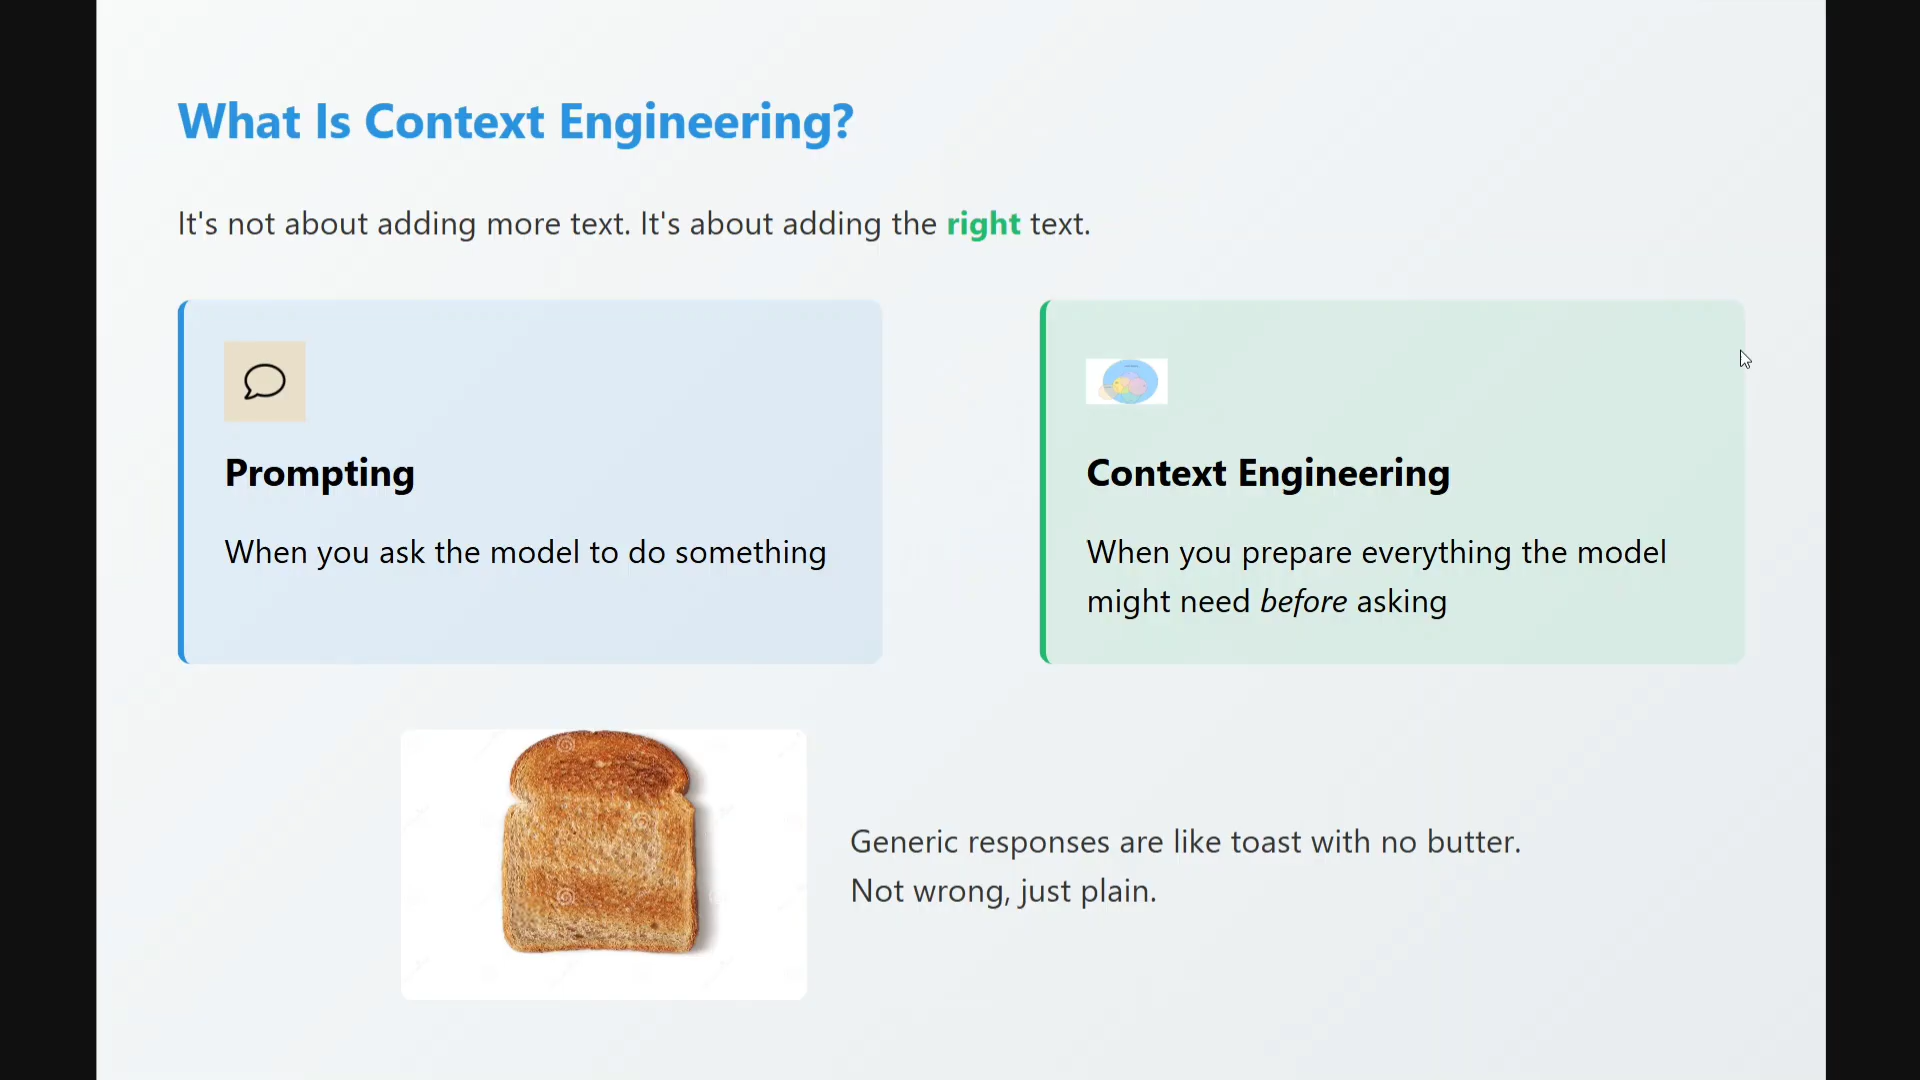 What Is Context Engineering?
It's not about adding more text. It's about adding the right text.
Prompting
When you ask the model to do something
Context Engineering
When you prepare everything the model
might need before asking
Generic responses are like toast with no butter.
Not wrong, just plain.